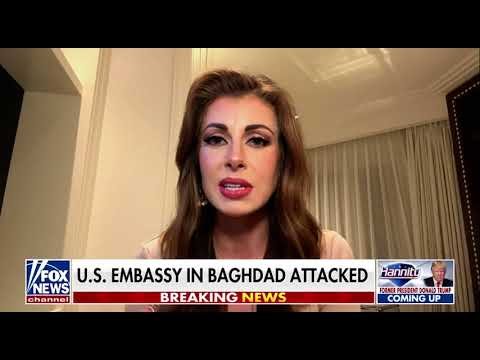 FOX
NEWS
channel
U.S. EMBASSY IN BAGHDAD ATTACKED
BREAKING NEWS
Hannity
FORMER PRESIDENT DONALD TRUMP
COMING UP